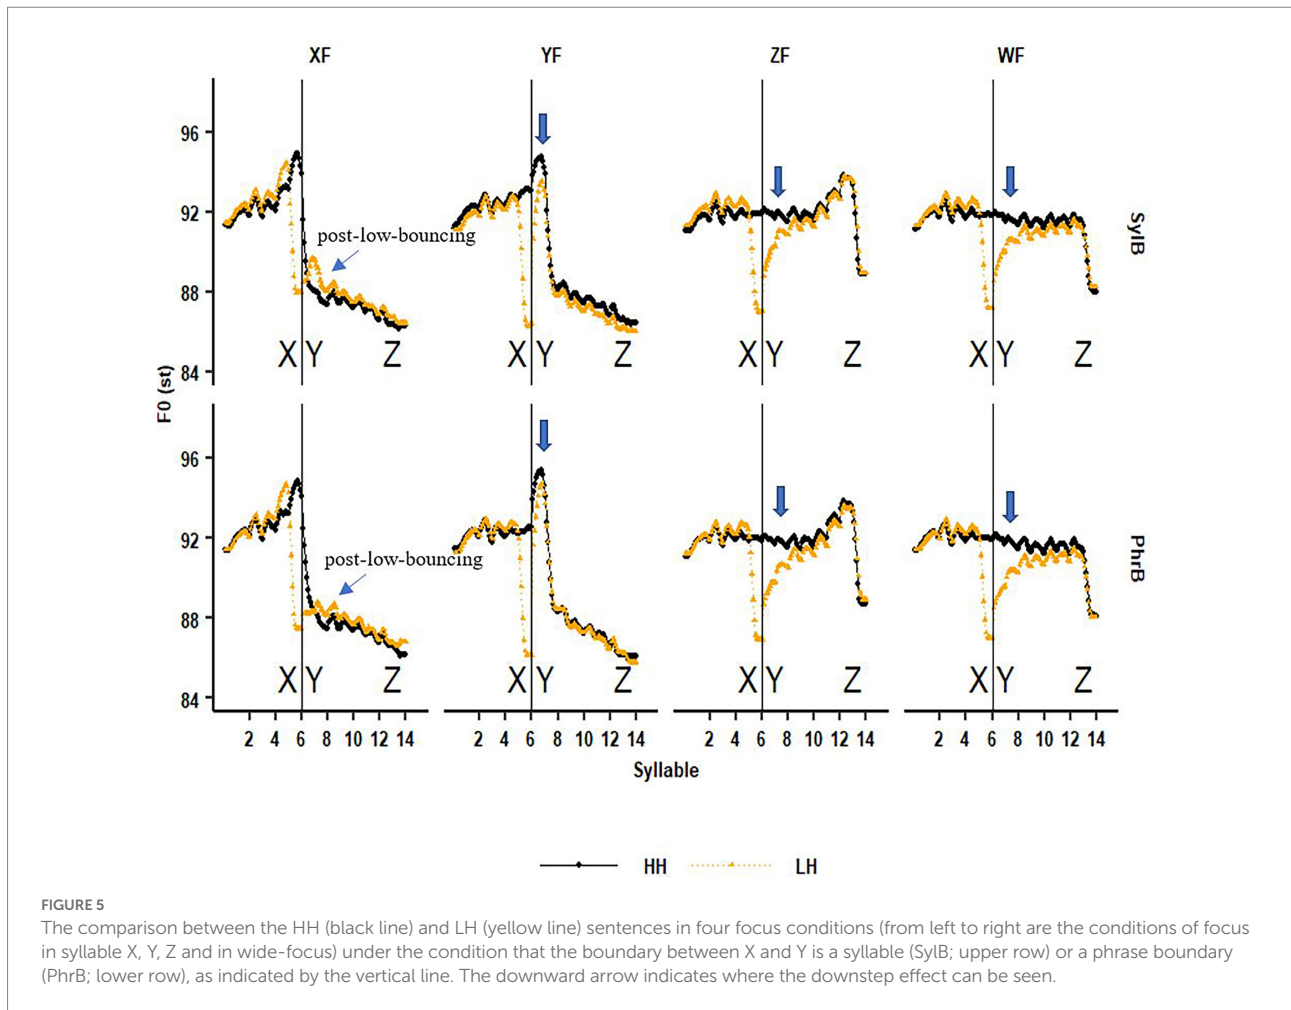 XF YF ZF WF
96
92
88
84
post-low-bouncing
X Y Z X Y Z X Y Z X Y Z
SylB
F0 (st)
96
92
88
84
post-low-bouncing
X Y Z X Y Z X Y Z X Y Z
PhrB
2 4 6 8 10 12 14 2 4 6 8 10 12 14 2 4 6 8 10 12 14 2 4 6 8 10 12 14
Syllable
HH LH
FIGURE 5
The comparison between the HH (black line) and LH (yellow line) sentences in four focus conditions (from left to right are the conditions of focus
in syllable X, Y, Z and in wide-focus) under the condition that the boundary between X and Y is a syllable (SylB; upper row) or a phrase boundary
(PhrB; lower row), as indicated by the vertical line. The downward arrow indicates where the downstep effect can be seen.